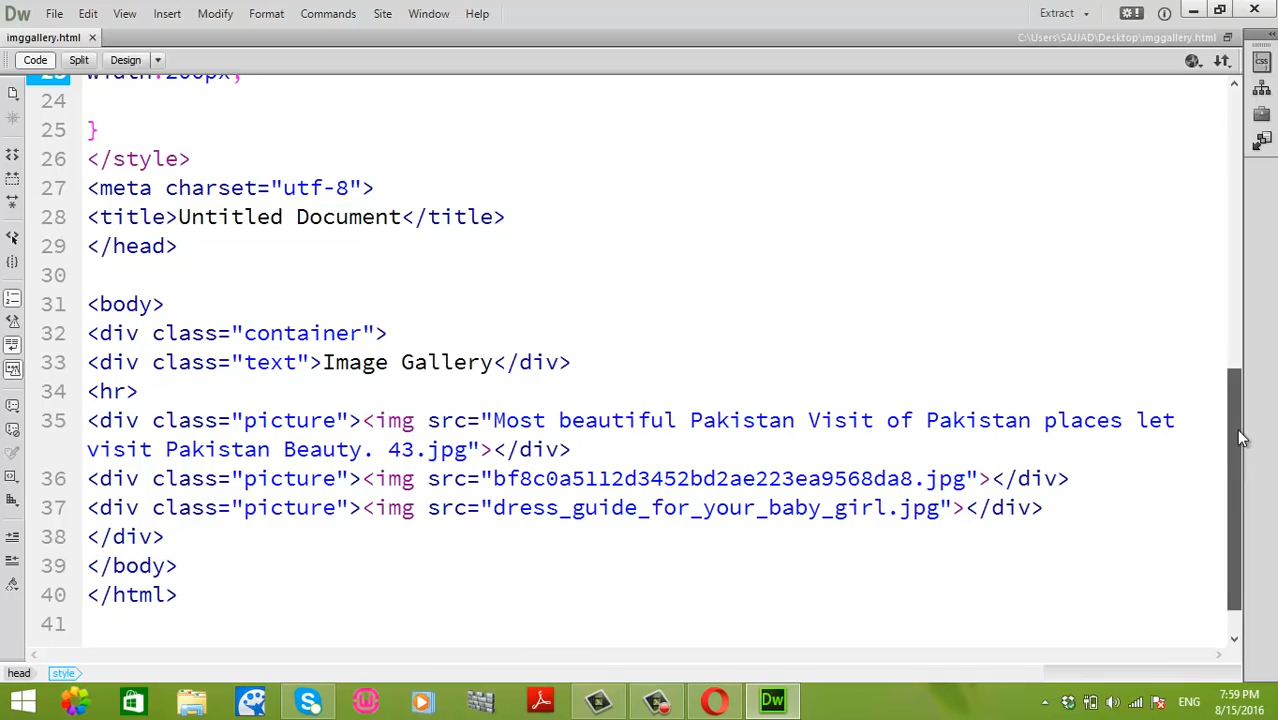 Dw File Edit View Insert Modify Format Commands Site Window Help Extract
imggallery.html × C:\Users\SAJJAD\Desktop\imggallery.html
Code Split Design
23 width:200px;
24
25 }
26 </style>
27 <meta charset="utf-8">
28 <title>Untitled Document</title>
29 </head>
30
31 <body>
32 <div class="container">
33 <div class="text">Image Gallery</div>
34 <hr>
35 <div class="picture"><img src="Most beautiful Pakistan Visit of Pakistan places let
visit Pakistan Beauty. 43.jpg"></div>
36 <div class="picture"><img src="bf8c0a5112d3452bd2ae223ea9568da8.jpg"></div>
37 <div class="picture"><img src="dress_guide_for_your_baby_girl.jpg"></div>
38 </div>
39 </body>
40 </html>
41
head style
ENG 7:59 PM
8/15/2016